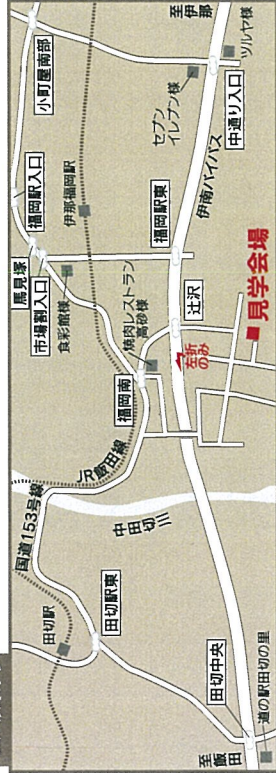 至伊那
ツルヤ様
小町屋南部
セブン
イレブン様
中通り入口
伊南バイパス
福岡駅入口
伊那福岡駅
福岡駅東
馬見塚
市場割入口
食彩館様
焼肉レストラン
高砂様
辻沢
見学会場
左折
のみ
福岡南
JR飯田線
国道153号線
中田切川
田切駅
田切駅東
田切中央
道の駅田切の里
至飯田